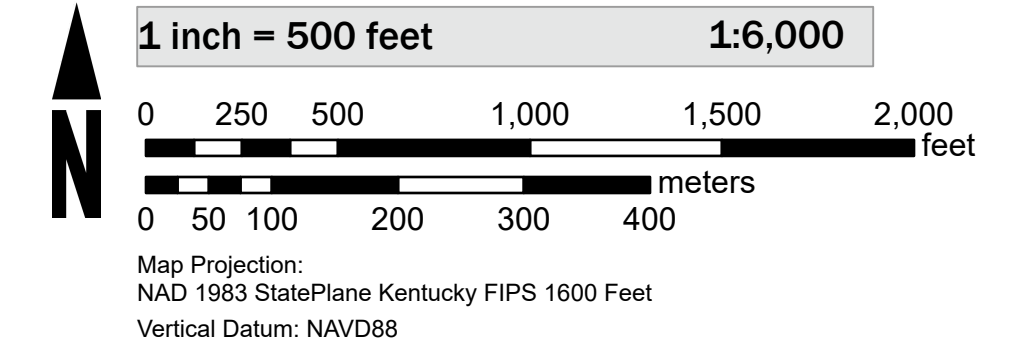 1 inch = 500 feet 1:6,000
0 250 500 1,000 1,500 2,000
feet
meters
0 50 100 200 300 400
N
Map Projection:
NAD 1983 StatePlane Kentucky FIPS 1600 Feet
Vertical Datum: NAVD88